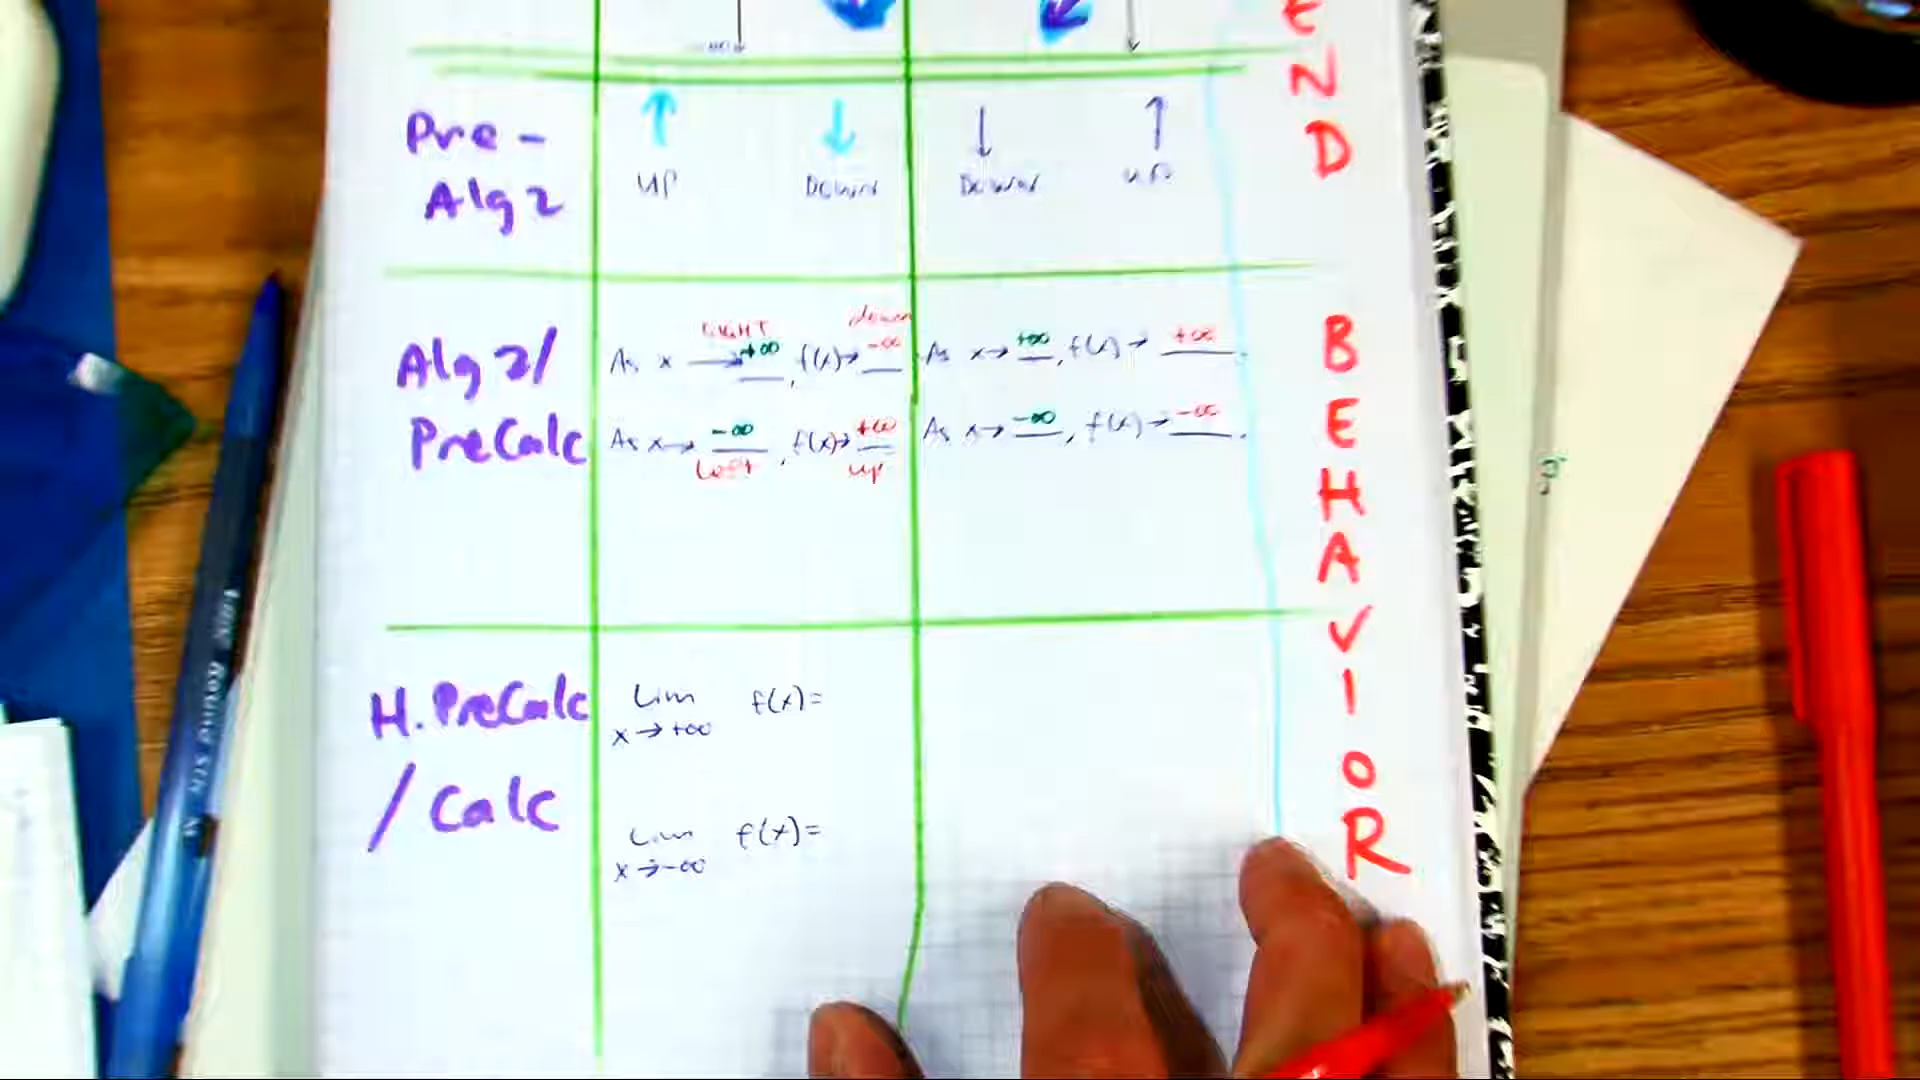 Pre-
Alg 2
UP
DOWN
DOWN
UP
Alg 2/
PreCalc
RIGHT
down
As x → +∞, f(x)→ -∞
As x→ -∞, f(x)→ +∞
Left
up
As x→ +∞, f(x)→ +∞.
As x→ -∞, f(x)→ -∞.
H. PreCalc
/ Calc
Lim f(x)=
x→+∞
Lim f(x)=
x→-∞
END
BEHAVIOR